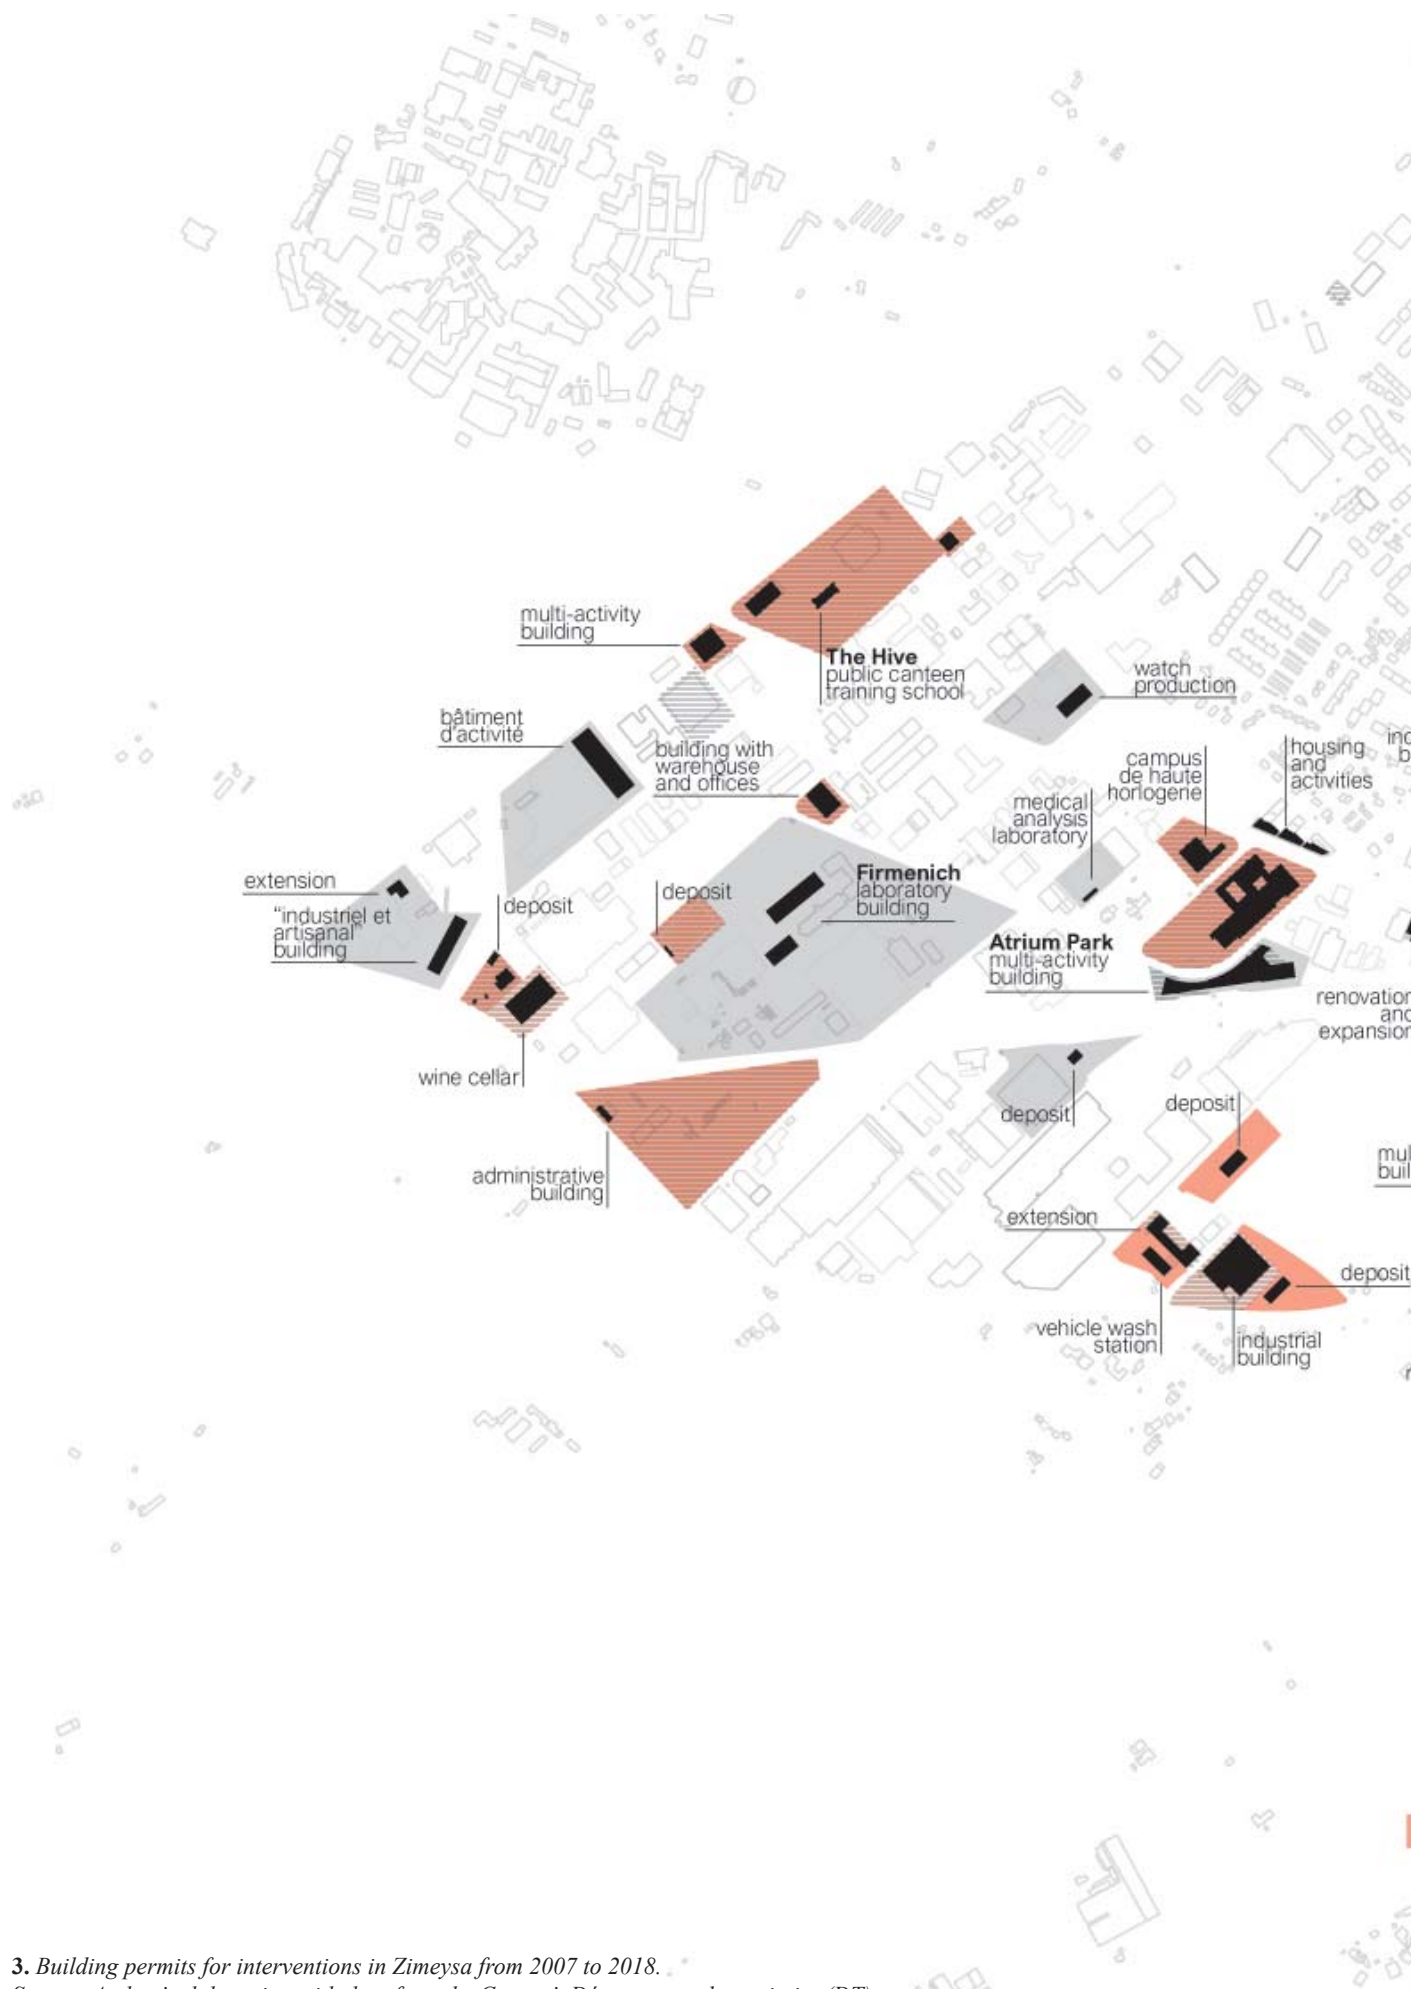 multi-activity
building
The Hive
public canteen
training school
watch
production
bâtiment
d'activité
building with
warehouse
and offices
campus
de haute
horlogerie
housing
and
activities
medical
analysis
laboratory
extension
"industriel et
artisanal"
building
deposit
deposit
Firmenich
laboratory
building
Atrium Park
multi-activity
building
wine cellar
deposit
deposit
administrative
building
extension
deposit
vehicle wash
station
industrial
building
3. Building permits for interventions in Zimeysa from 2007 to 2018.